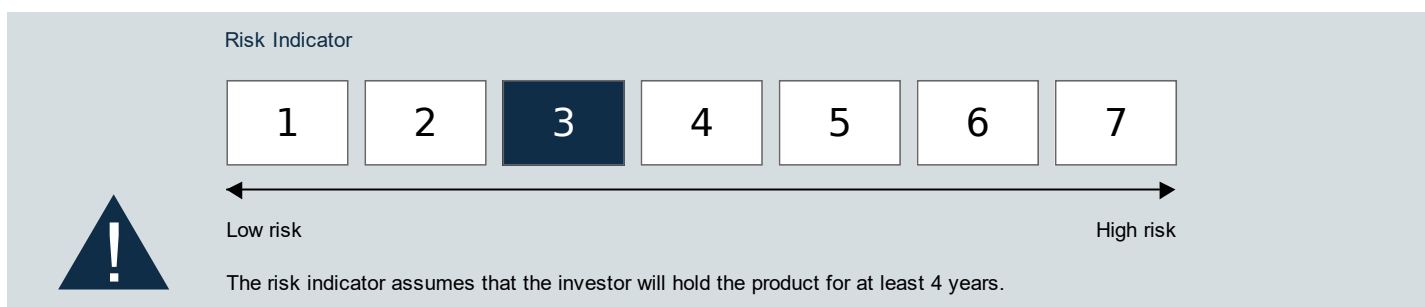 Risk Indicator
1 2 3 4 5 6 7
Low risk High risk
!
The risk indicator assumes that the investor will hold the product for at least 4 years.